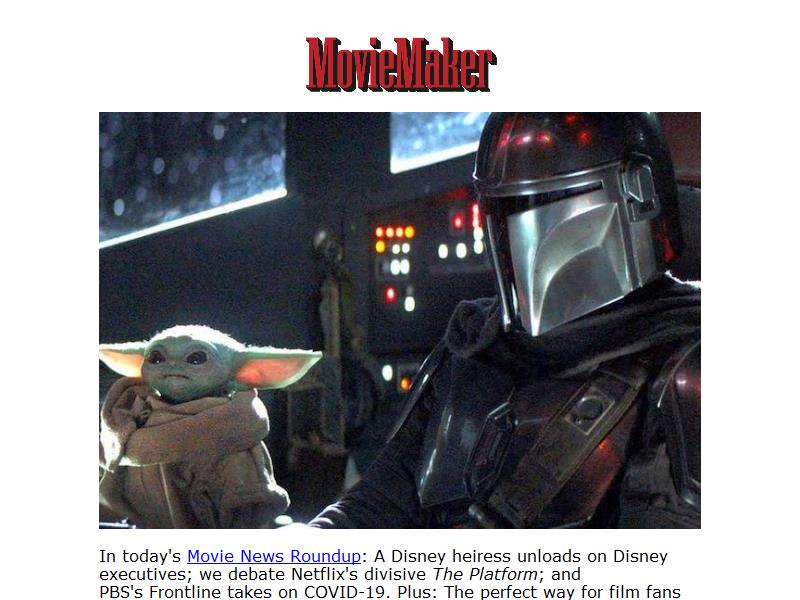 MovieMaker
In today's Movie News Roundup: A Disney heiress unloads on Disney
executives; we debate Netflix's divisive The Platform; and
PBS's Frontline takes on COVID-19. Plus: The perfect way for film fans